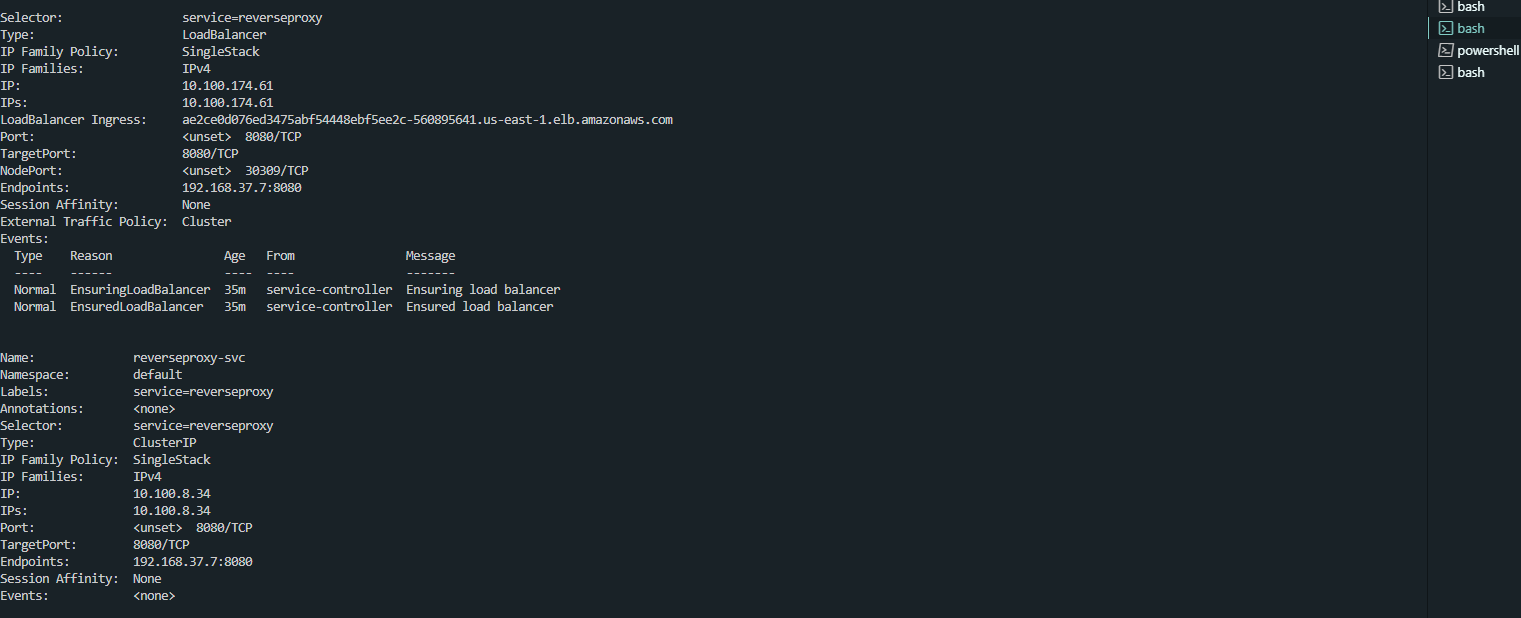 Selector:                 service=reverseproxy
Type:                     LoadBalancer
IP Family Policy:         SingleStack
IP Families:              IPv4
IP:                       10.100.174.61
IPs:                      10.100.174.61
LoadBalancer Ingress:     ae2ce0d076ed3475abf54448ebf5ee2c-560895641.us-east-1.elb.amazonaws.com
Port:                     <unset>  8080/TCP
TargetPort:               8080/TCP
NodePort:                 <unset>  30309/TCP
Endpoints:                192.168.37.7:8080
Session Affinity:         None
External Traffic Policy:  Cluster
Events:
  Type    Reason                Age   From                Message
  ----    ------                ----  ----                -------
  Normal  EnsuringLoadBalancer  35m   service-controller  Ensuring load balancer
  Normal  EnsuredLoadBalancer   35m   service-controller  Ensured load balancer
Name:              reverseproxy-svc
Namespace:         default
Labels:            service=reverseproxy
Annotations:       <none>
Selector:          service=reverseproxy
Type:              ClusterIP
IP Family Policy:  SingleStack
IP Families:       IPv4
IP:                10.100.8.34
IPs:               10.100.8.34
Port:              <unset>  8080/TCP
TargetPort:        8080/TCP
Endpoints:         192.168.37.7:8080
Session Affinity:  None
Events:            <none>
bash
bash
powershell
bash